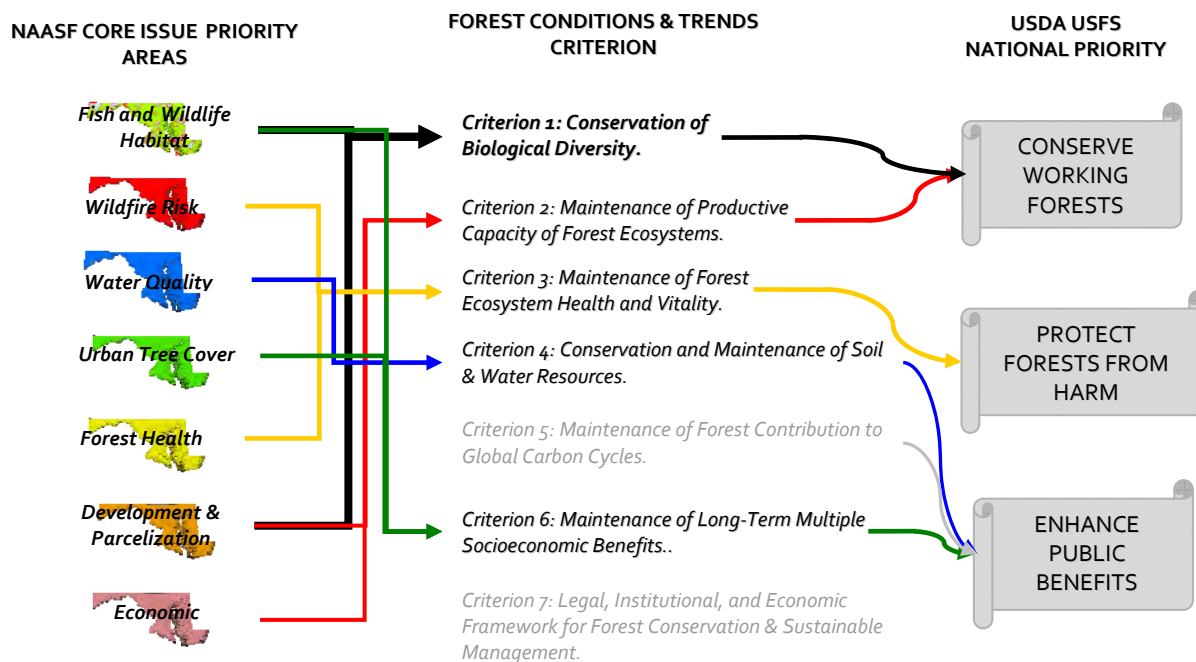 NAASF CORE ISSUE PRIORITY
AREAS
Fish and Wildlife
Habitat
Wildfire Risk
Water Quality
Urban Tree Cover
Forest Health
Development &
Parcelization
Economic
FOREST CONDITIONS & TRENDS
CRITERION
Criterion 1: Conservation of
Biological Diversity.
Criterion 2: Maintenance of Productive
Capacity of Forest Ecosystems.
Criterion 3: Maintenance of Forest
Ecosystem Health and Vitality.
Criterion 4: Conservation and Maintenance of Soil
& Water Resources.
Criterion 5: Maintenance of Forest Contribution to
Global Carbon Cycles.
Criterion 6: Maintenance of Long-Term Multiple
Socioeconomic Benefits..
Criterion 7: Legal, Institutional, and Economic
Framework for Forest Conservation & Sustainable
Management.
USDA USFS
NATIONAL PRIORITY
CONSERVE
WORKING
FORESTS
PROTECT
FORESTS FROM
HARM
ENHANCE
PUBLIC
BENEFITS